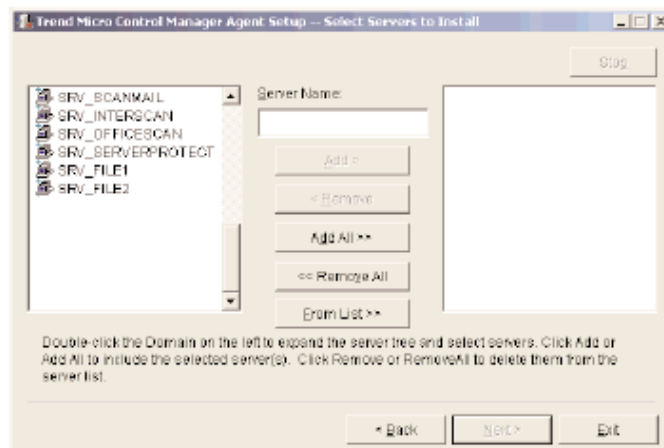 Trend Micro Control Manager Agent Setup -- Select Servers to Install
Stop
SRV_SCANMAIL
SRV_INTERSCAN
SRV_OFFICESCAN
SRV_SERVERPROTECT
SRV_FILE1
SRV_FILE2
Server Name:
Add >
< Remove
Add All >>
<< Remove All
From List >>
Double-click the Domain on the left to expand the server tree and select servers. Click Add or
Add All to include the selected server(s). Click Remove or RemoveAll to delete them from the
server list.
< Back
Next >
Exit